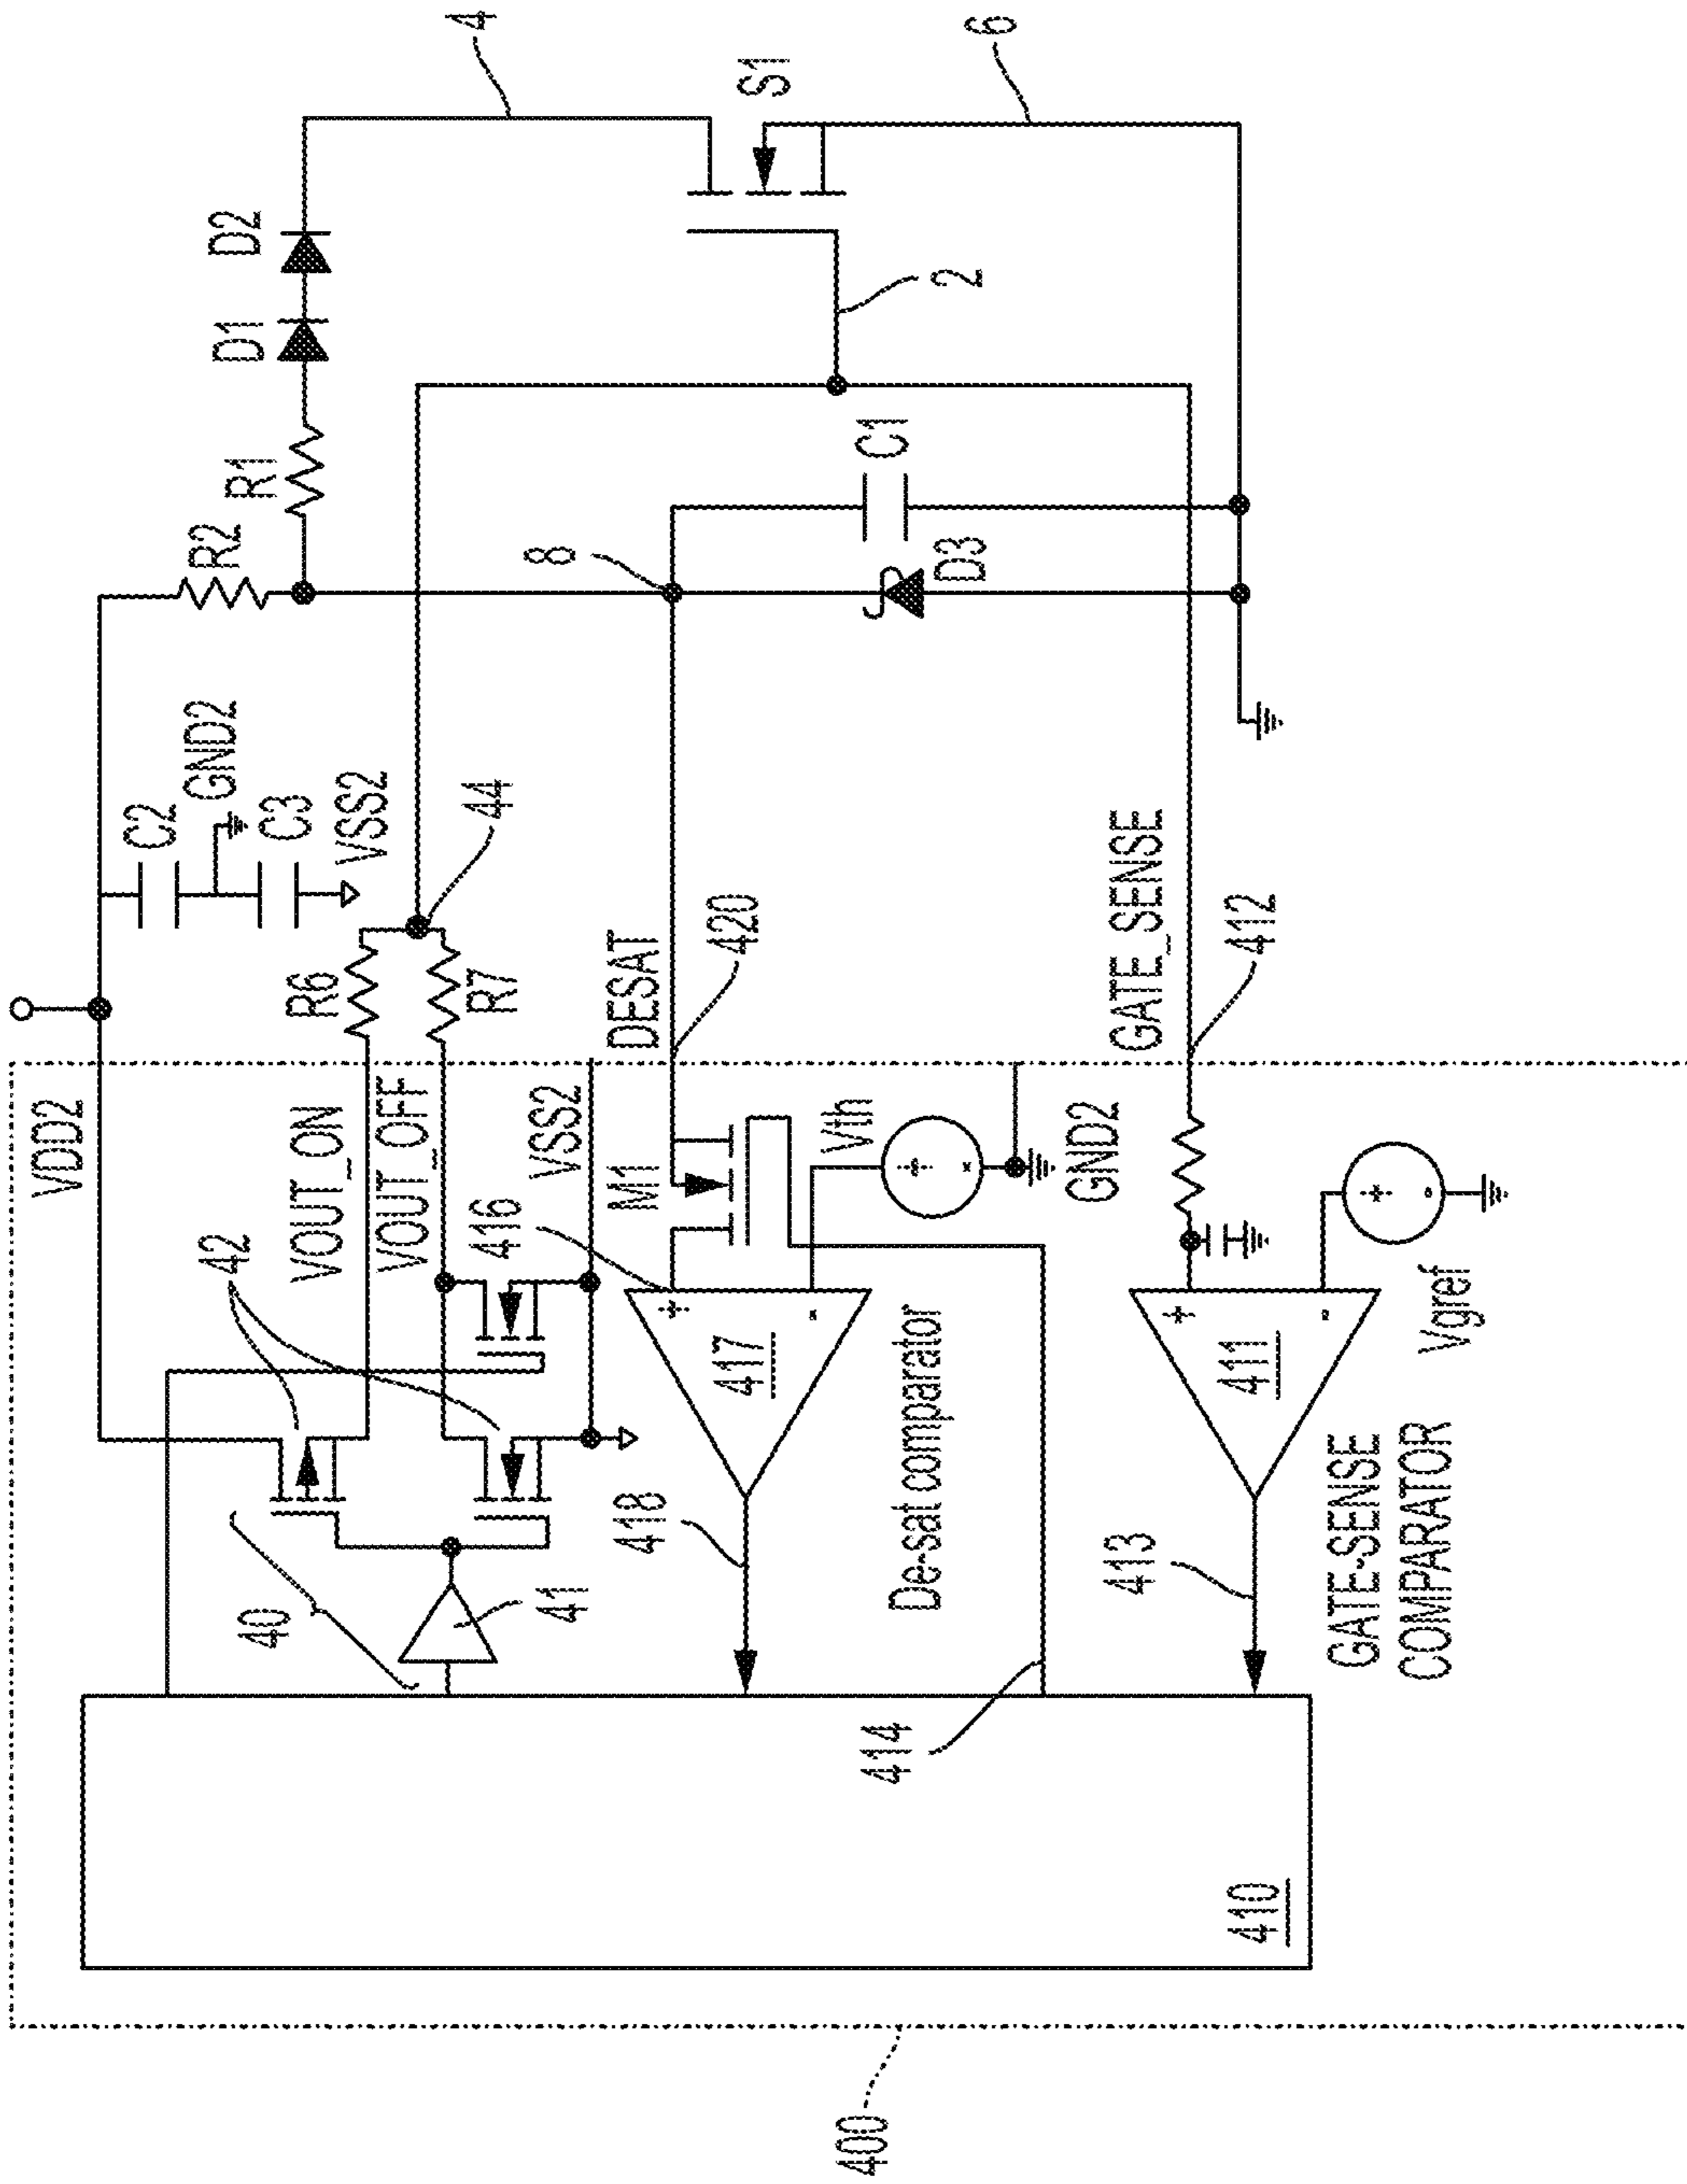 400
410
40
41
42
VDD2
VOUT_ON
VOUT_OFF
VSS2
416
418
417
De-sat comparator
414
413
411
GATE-SENSE
COMPARATOR
Vgref
M1
Vth
GND2
DESAT
420
GATE_SENSE
412
R6
R7
44
C2
GND2
C3
VSS2
R2
R1
D1
D2
8
C1
D3
2
4
S1
6